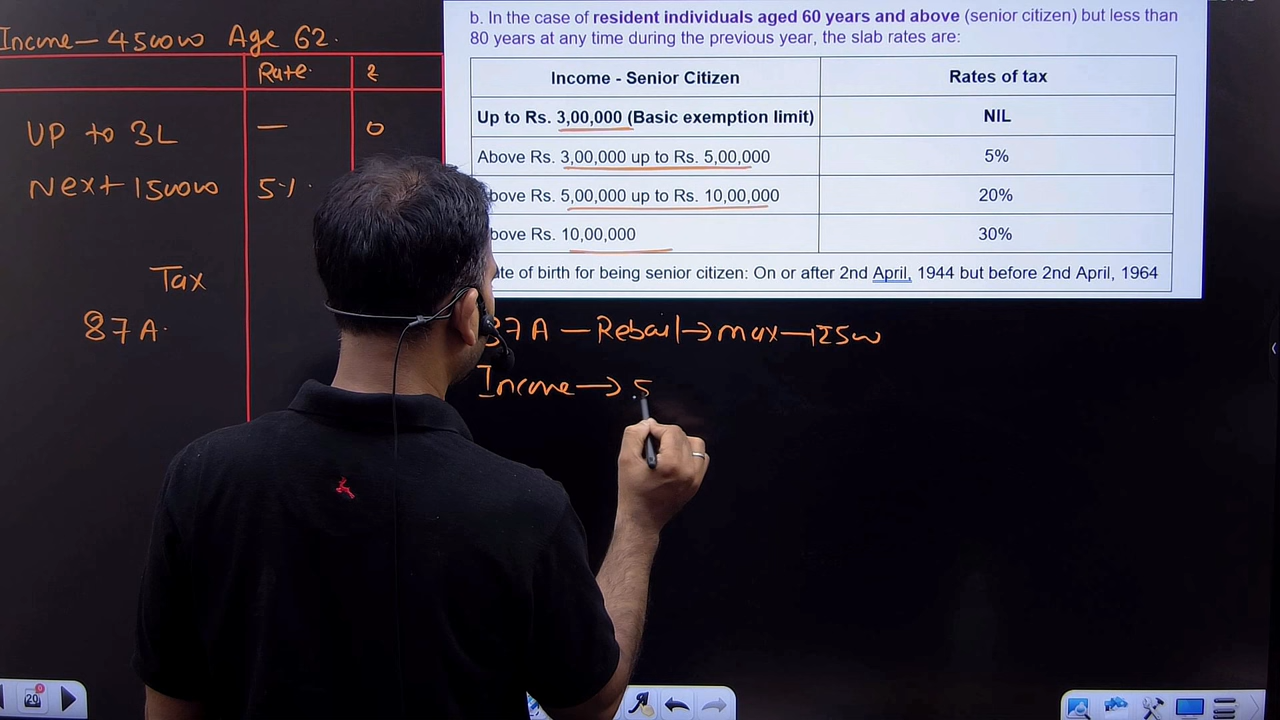 b. In the case of resident individuals aged 60 years and above (senior citizen) but less than
80 years at any time during the previous year, the slab rates are:
Income - Senior Citizen Rates of tax
Up to Rs. 3,00,000 (Basic exemption limit) NIL
Above Rs. 3,00,000 up to Rs. 5,00,000 5%
bove Rs. 5,00,000 up to Rs. 10,00,000 20%
bove Rs. 10,00,000 30%
te of birth for being senior citizen: On or after 2nd April, 1944 but before 2nd April, 1964
Income - 450000 Age 62.
Rate. ₹
UP to 3L — 0
Next 150000 5%.
Tax
87A.
87A — Rebail → max → 12500
Income → 5
20